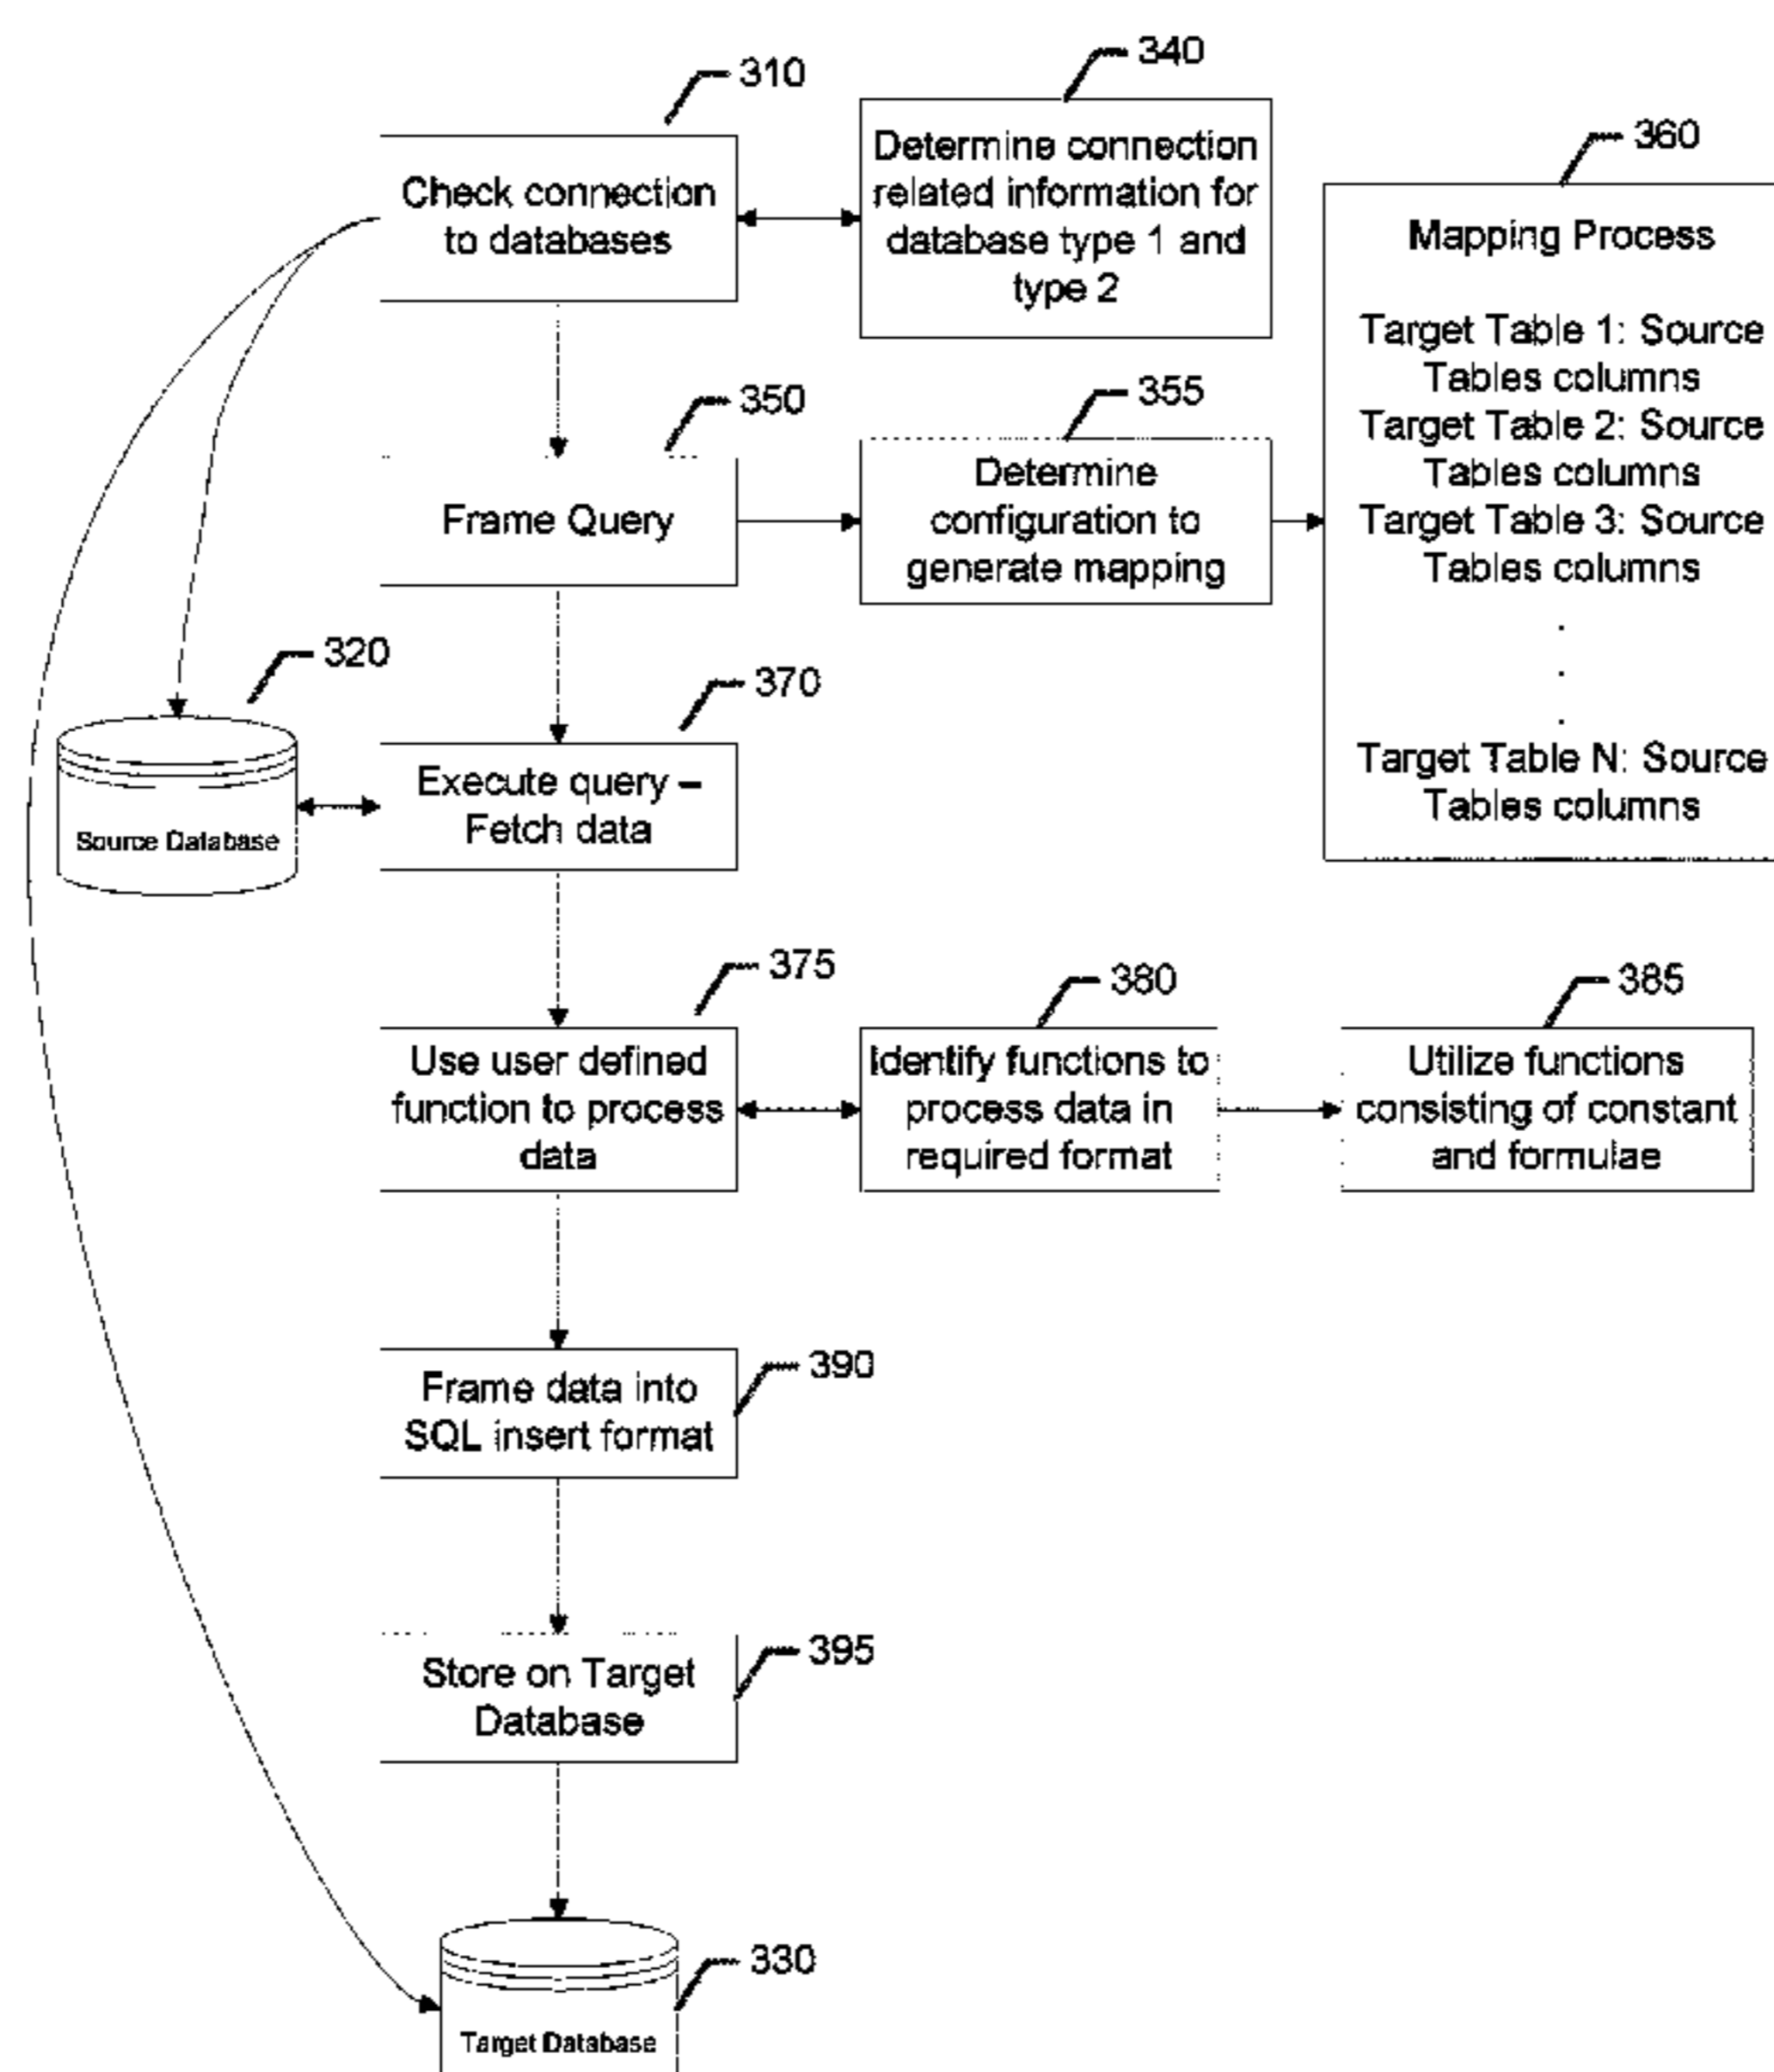 310
340
Check connection
to databases
Determine connection
related information for
database type 1 and
type 2
360
Mapping Process
Target Table 1: Source
Tables columns
Target Table 2: Source
Tables columns
Target Table 3: Source
Tables columns
.
.
.
Target Table N: Source
Tables columns
350
Frame Query
355
Determine
configuration to
generate mapping
320
Source Database
370
Execute query –
Fetch data
375
Use user defined
function to process
data
380
Identify functions to
process data in
required format
385
Utilize functions
consisting of constant
and formulae
390
Frame data into
SQL insert format
395
Store on Target
Database
330
Target Database